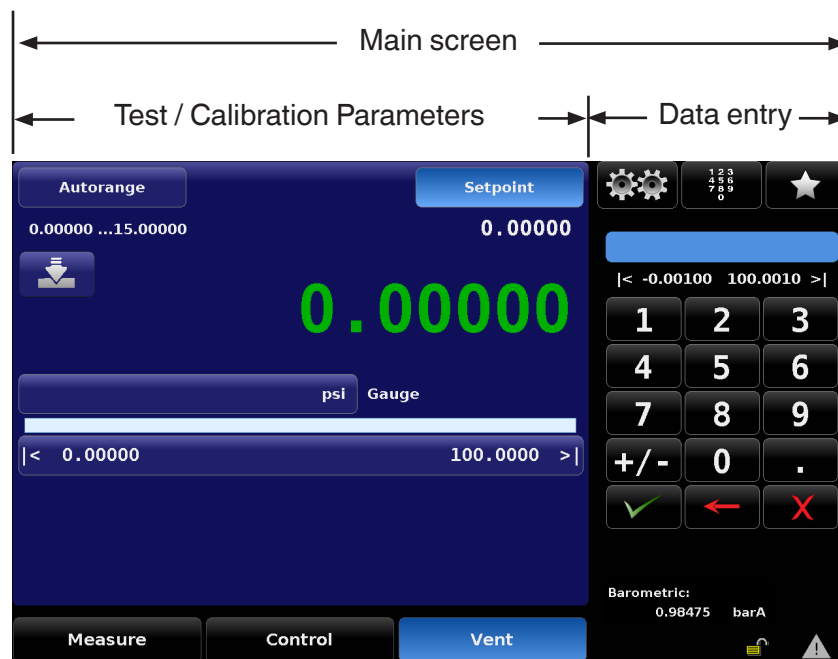 Main screen
Test / Calibration Parameters
Data entry
Autorange
Setpoint
1 2 3
4 5 6
7 8 9
0
0.00000 ...15.00000
0.00000
|< -0.00100 100.0010 >|
0.00000
1 2 3
4 5 6
7 8 9
+/- 0 .
psi Gauge
|< 0.00000 100.0000 >|
X
Barometric:
0.98475 barA
Measure
Control
Vent